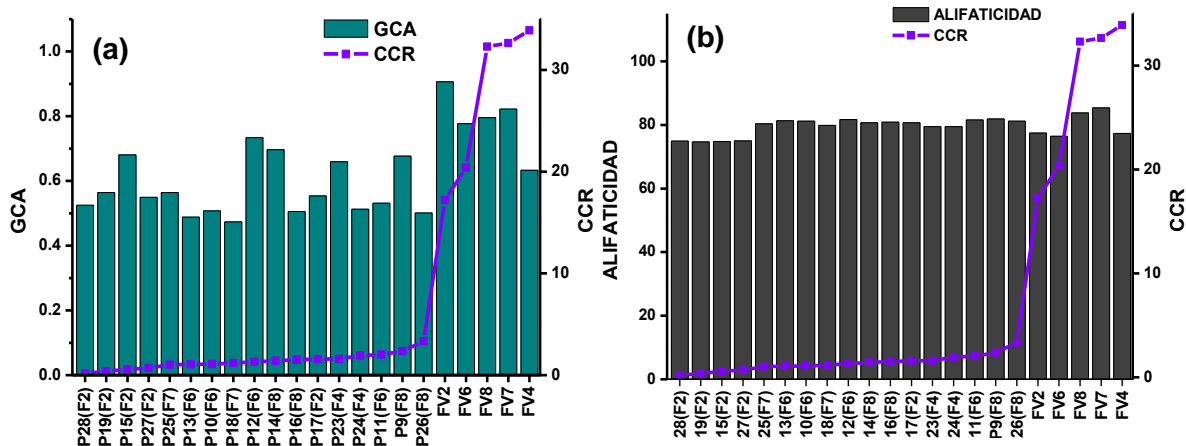 (a)
GCA
CCR
GCA
1.0
0.8
0.6
0.4
0.2
0.0
30
20
10
0
CCR
P28(F2)
P19(F2)
P15(F2)
P27(F2)
P25(F7)
P13(F6)
P10(F6)
P18(F7)
P12(F6)
P14(F8)
P16(F8)
P17(F2)
P23(F4)
P24(F4)
P11(F6)
P9(F8)
P26(F8)
FV2
FV6
FV8
FV7
FV4
(b)
ALIFATICIDAD
CCR
ALIFATICIDAD
100
80
60
40
20
0
30
20
10
0
CCR
28(F2)
19(F2)
15(F2)
27(F2)
25(F7)
13(F6)
10(F6)
18(F7)
12(F6)
14(F8)
16(F8)
17(F2)
23(F4)
24(F4)
11(F6)
P9(F8)
26(F8)
FV2
FV6
FV8
FV7
FV4